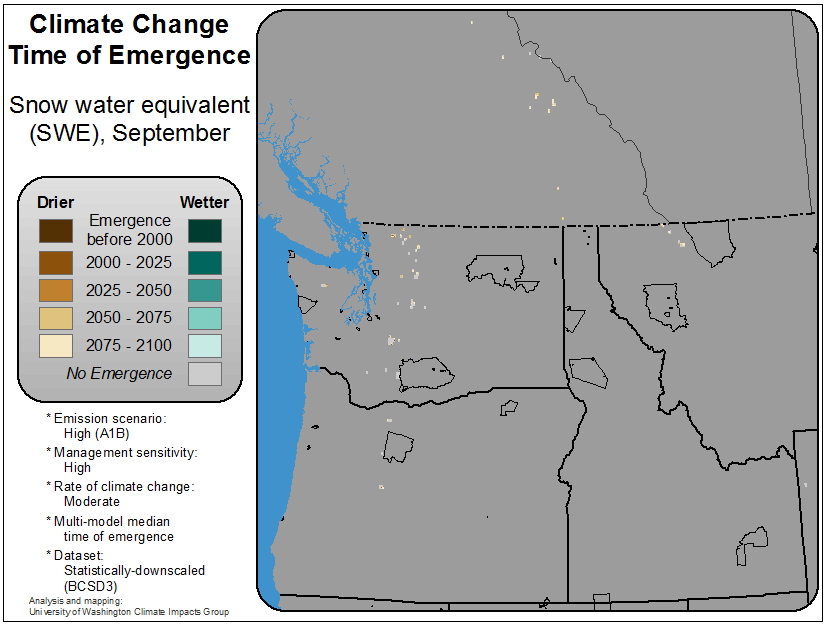 Climate Change
Time of Emergence
Snow water equivalent
(SWE), September
Drier
Wetter
Emergence
before 2000
2000 - 2025
2025 - 2050
2050 - 2075
2075 - 2100
No Emergence
* Emission scenario:
High (A1B)
* Management sensitivity:
High
* Rate of climate change:
Moderate
* Multi-model median
time of emergence
* Dataset:
Statistically-downscaled
(BCSD3)
Analysis and mapping:
University of Washington Climate Impacts Group